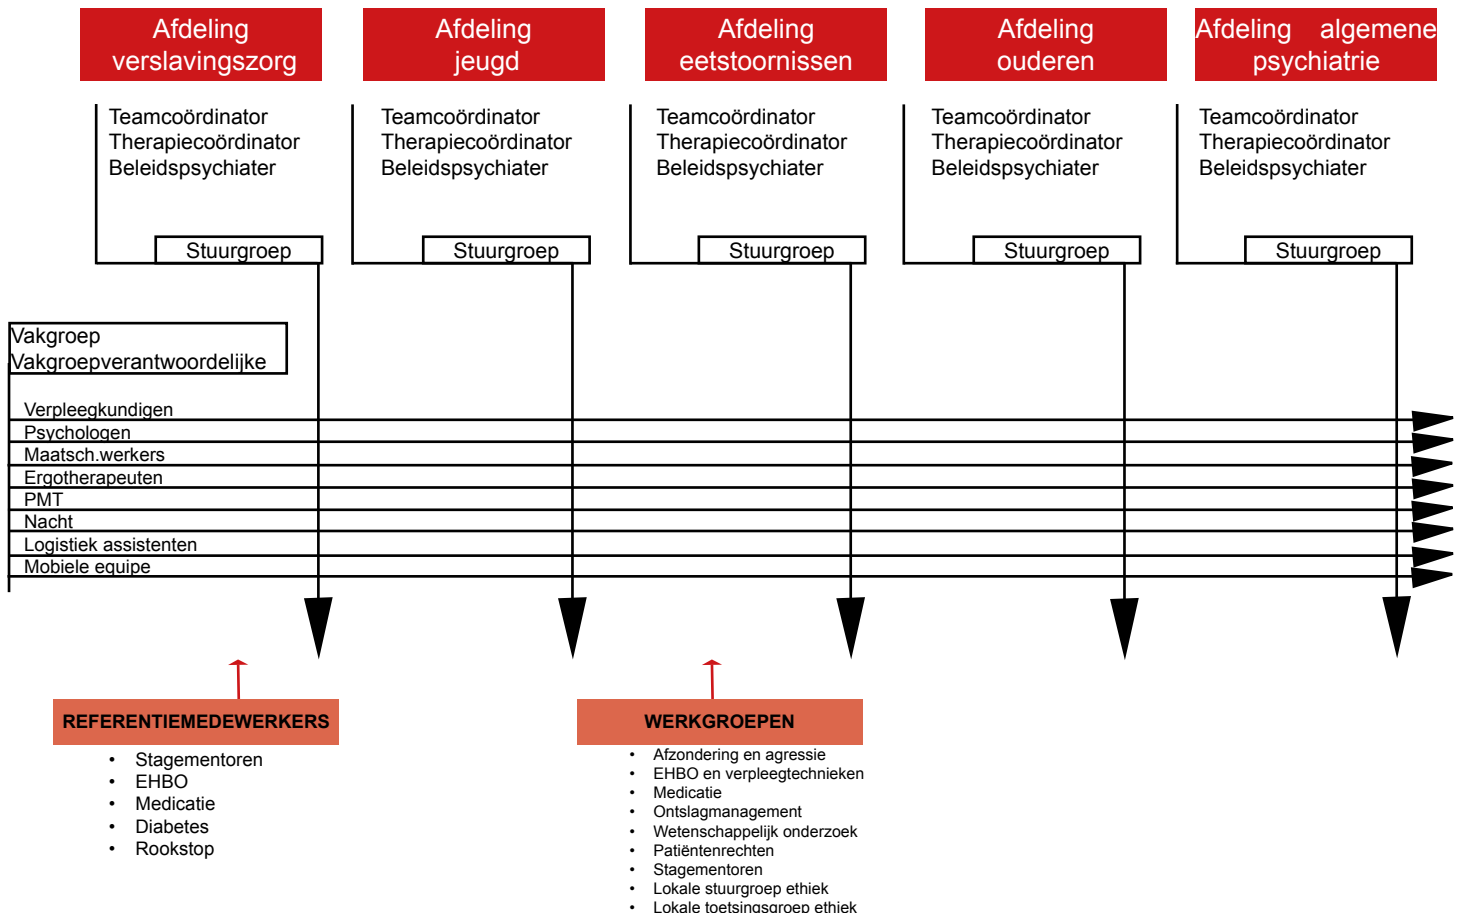 Afdeling
verslavingszorg
Afdeling
jeugd
Afdeling
eetstoornissen
Afdeling
ouderen
Afdeling algemene
psychiatrie
Teamcoördinator
Therapiecoördinator
Beleidspsychiater
Teamcoördinator
Therapiecoördinator
Beleidspsychiater
Teamcoördinator
Therapiecoördinator
Beleidspsychiater
Teamcoördinator
Therapiecoördinator
Beleidspsychiater
Teamcoördinator
Therapiecoördinator
Beleidspsychiater
Stuurgroep
Stuurgroep
Stuurgroep
Stuurgroep
Stuurgroep
Vakgroep
Vakgroepverantwoordelijke
Verpleegkundigen
Psychologen
Maatsch.werkers
Ergotherapeuten
PMT
Nacht
Logistiek assistenten
Mobiele equipe
REFERENTIEMEDEWERKERS
• Stagementoren
• EHBO
• Medicatie
• Diabetes
• Rookstop
WERKGROEPEN
• Afzondering en agressie
• EHBO en verpleegtechnieken
• Medicatie
• Ontslagmanagement
• Wetenschappelijk onderzoek
• Patiëntenrechten
• Stagementoren
• Lokale stuurgroep ethiek
• Lokale toetsingsgroep ethiek